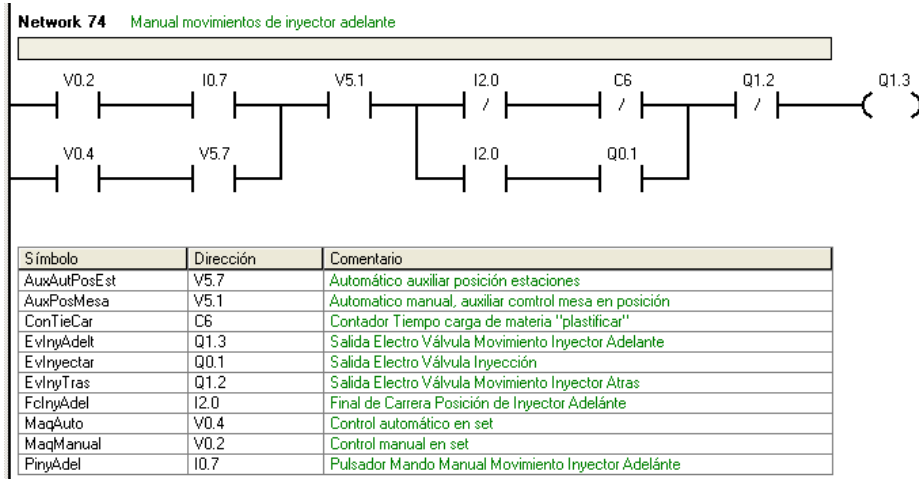 Network 74 Manual movimientos de inyector adelante
V0.2 I0.7 V5.1 I2.0 C6 Q1.2 Q1.3
/ / /
V0.4 V5.7 I2.0 Q0.1
Símbolo Dirección Comentario
AuxAutPosEst V5.7 Automático auxiliar posición estaciones
AuxPosMesa V5.1 Automatico manual, auxiliar comtrol mesa en posición
ConTieCar C6 Contador Tiempo carga de materia "plastificar"
EvInyAdelt Q1.3 Salida Electro Válvula Movimiento Inyector Adelante
EvInyectar Q0.1 Salida Electro Válvula Inyección
EvInyTras Q1.2 Salida Electro Válvula Movimiento Inyector Atras
FcInyAdel I2.0 Final de Carrera Posición de Inyector Adelánte
MaqAuto V0.4 Control automático en set
MaqManual V0.2 Control manual en set
PinyAdel I0.7 Pulsador Mando Manual Movimiento Inyector Adelánte